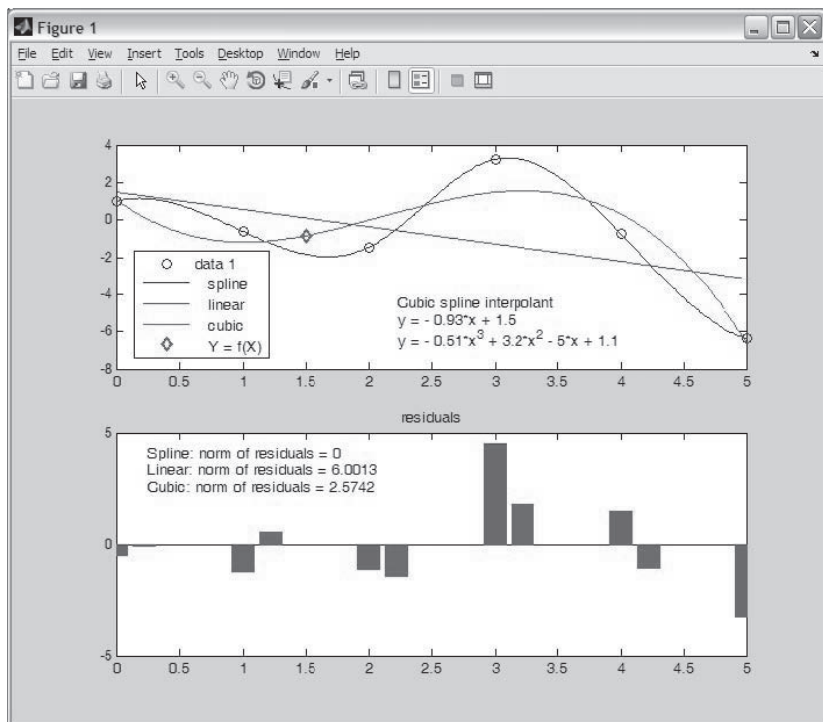 Figure 1
File Edit View Insert Tools Desktop Window Help
4
2
0
-2
-4
-6
-8
data 1
spline
linear
cubic
Y = f(X)
Cubic spline interpolant
y = - 0.93*x + 1.5
y = - 0.51*x³ + 3.2*x² - 5*x + 1.1
0 0.5 1 1.5 2 2.5 3 3.5 4 4.5 5
residuals
5
0
-5
Spline: norm of residuals = 0
Linear: norm of residuals = 6.0013
Cubic: norm of residuals = 2.5742
0 0.5 1 1.5 2 2.5 3 3.5 4 4.5 5